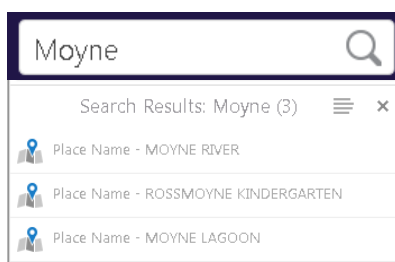 Moyne
Search Results: Moyne (3)
Place Name - MOYNE RIVER
Place Name - ROSSMOYNE KINDERGARTEN
Place Name - MOYNE LAGOON